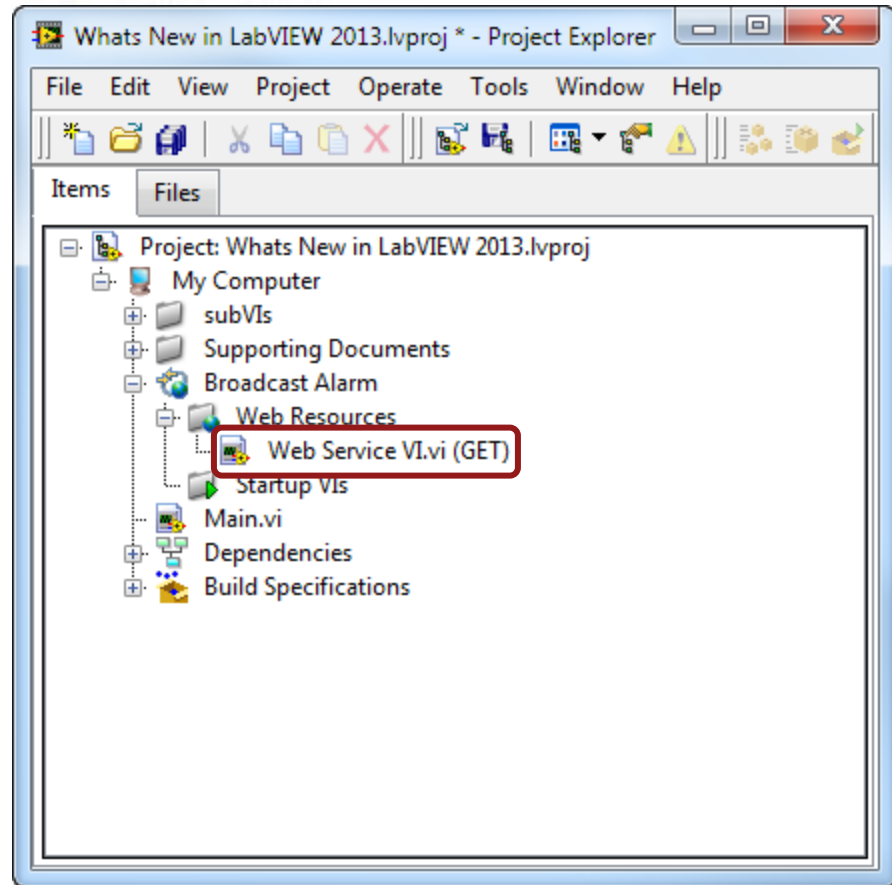 Whats New in LabVIEW 2013.lvproj * - Project Explorer
File Edit View Project Operate Tools Window Help
Items Files
Project: Whats New in LabVIEW 2013.lvproj
My Computer
subVIs
Supporting Documents
Broadcast Alarm
Web Resources
Web Service VI.vi (GET)
Startup VIs
Main.vi
Dependencies
Build Specifications